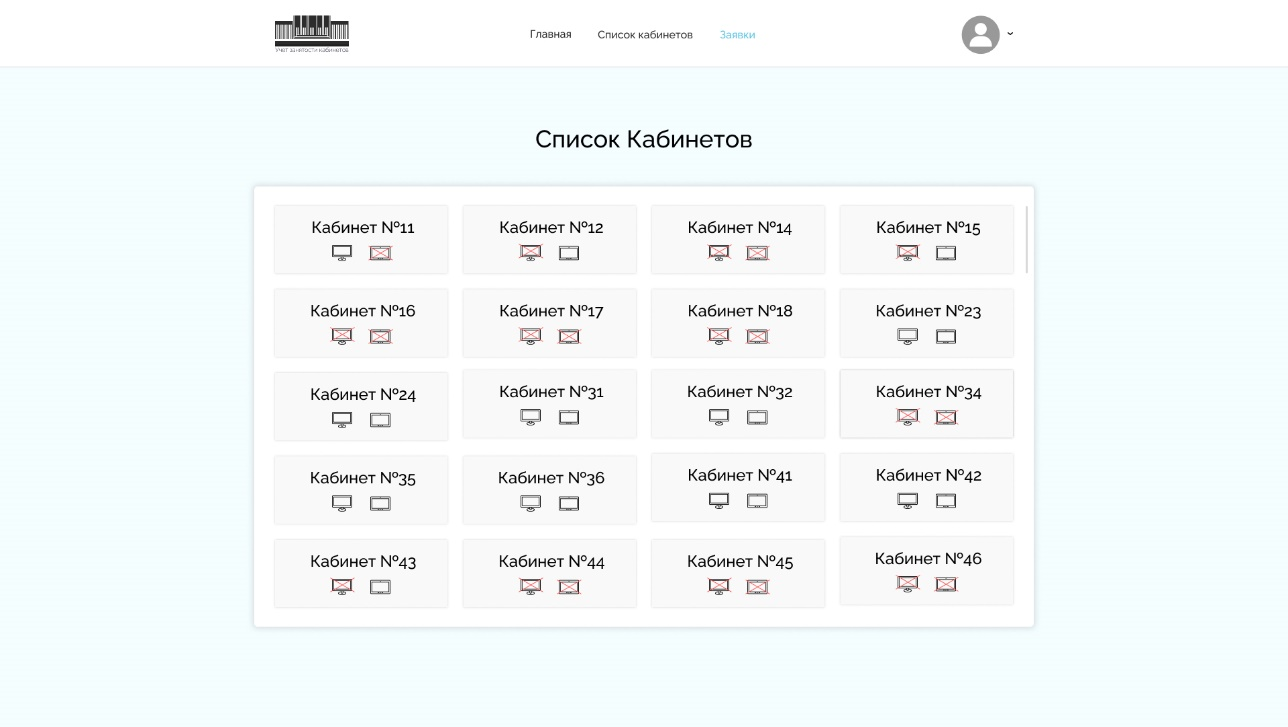 УЧЕТ ЗАНЯТОСТИ КАБИНЕТОВ
Главная Список кабинетов Заявки
Список Кабинетов
Кабинет №11 Кабинет №12 Кабинет №14 Кабинет №15
Кабинет №16 Кабинет №17 Кабинет №18 Кабинет №23
Кабинет №24 Кабинет №31 Кабинет №32 Кабинет №34
Кабинет №35 Кабинет №36 Кабинет №41 Кабинет №42
Кабинет №43 Кабинет №44 Кабинет №45 Кабинет №46